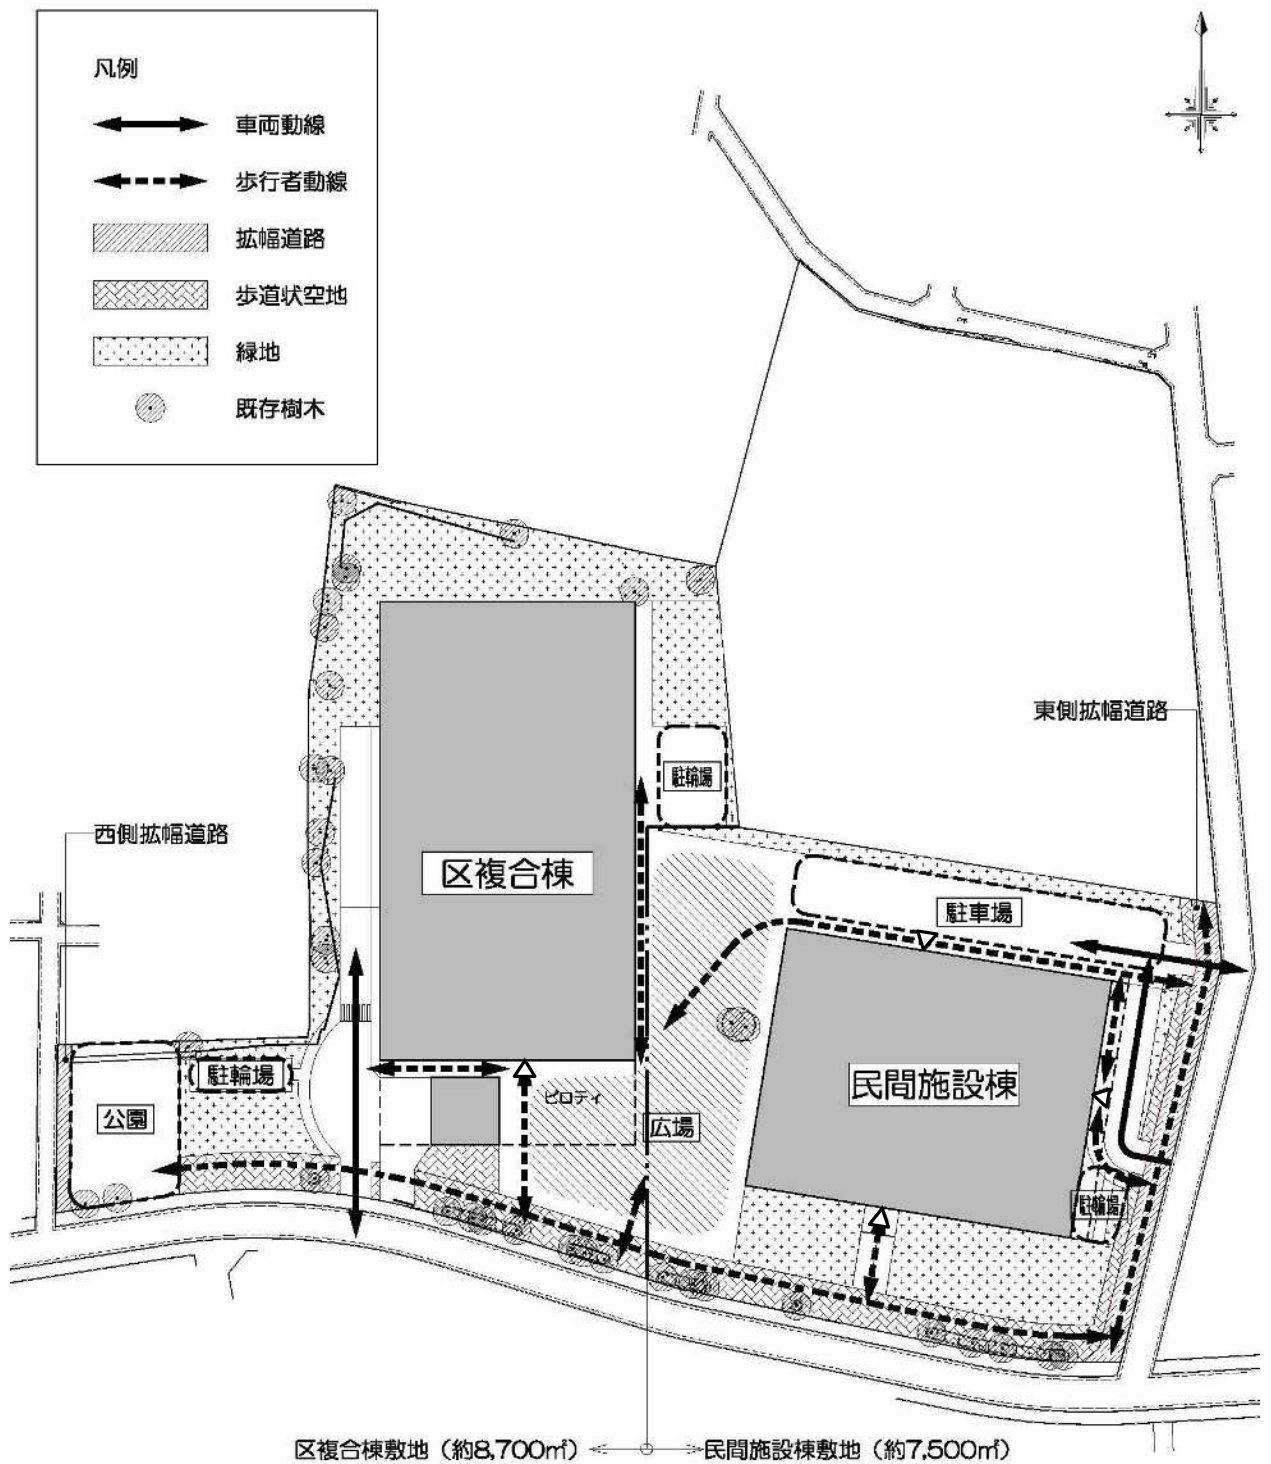 凡例
車両動線
歩行者動線
拡幅道路
歩道状空地
緑地
既存樹木
東側拡幅道路
駐輪場
西側拡幅道路
区複合棟
駐車場
駐輪場
民間施設棟
ピロティ
公園
広場
駐輪場
区複合棟敷地（約8,700㎡）
民間施設棟敷地（約7,500㎡）